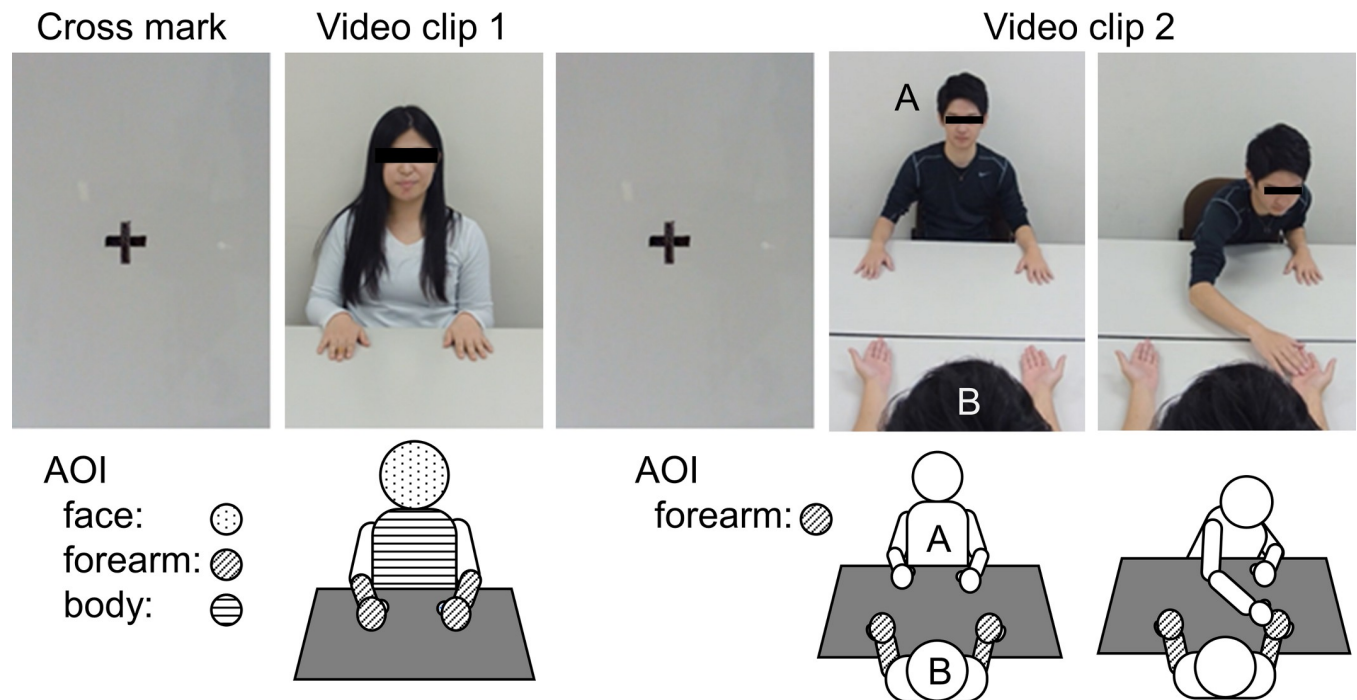 Cross mark
Video clip 1
Video clip 2
A
B
AOI
face:
forearm:
body:
AOI
forearm:
A
B